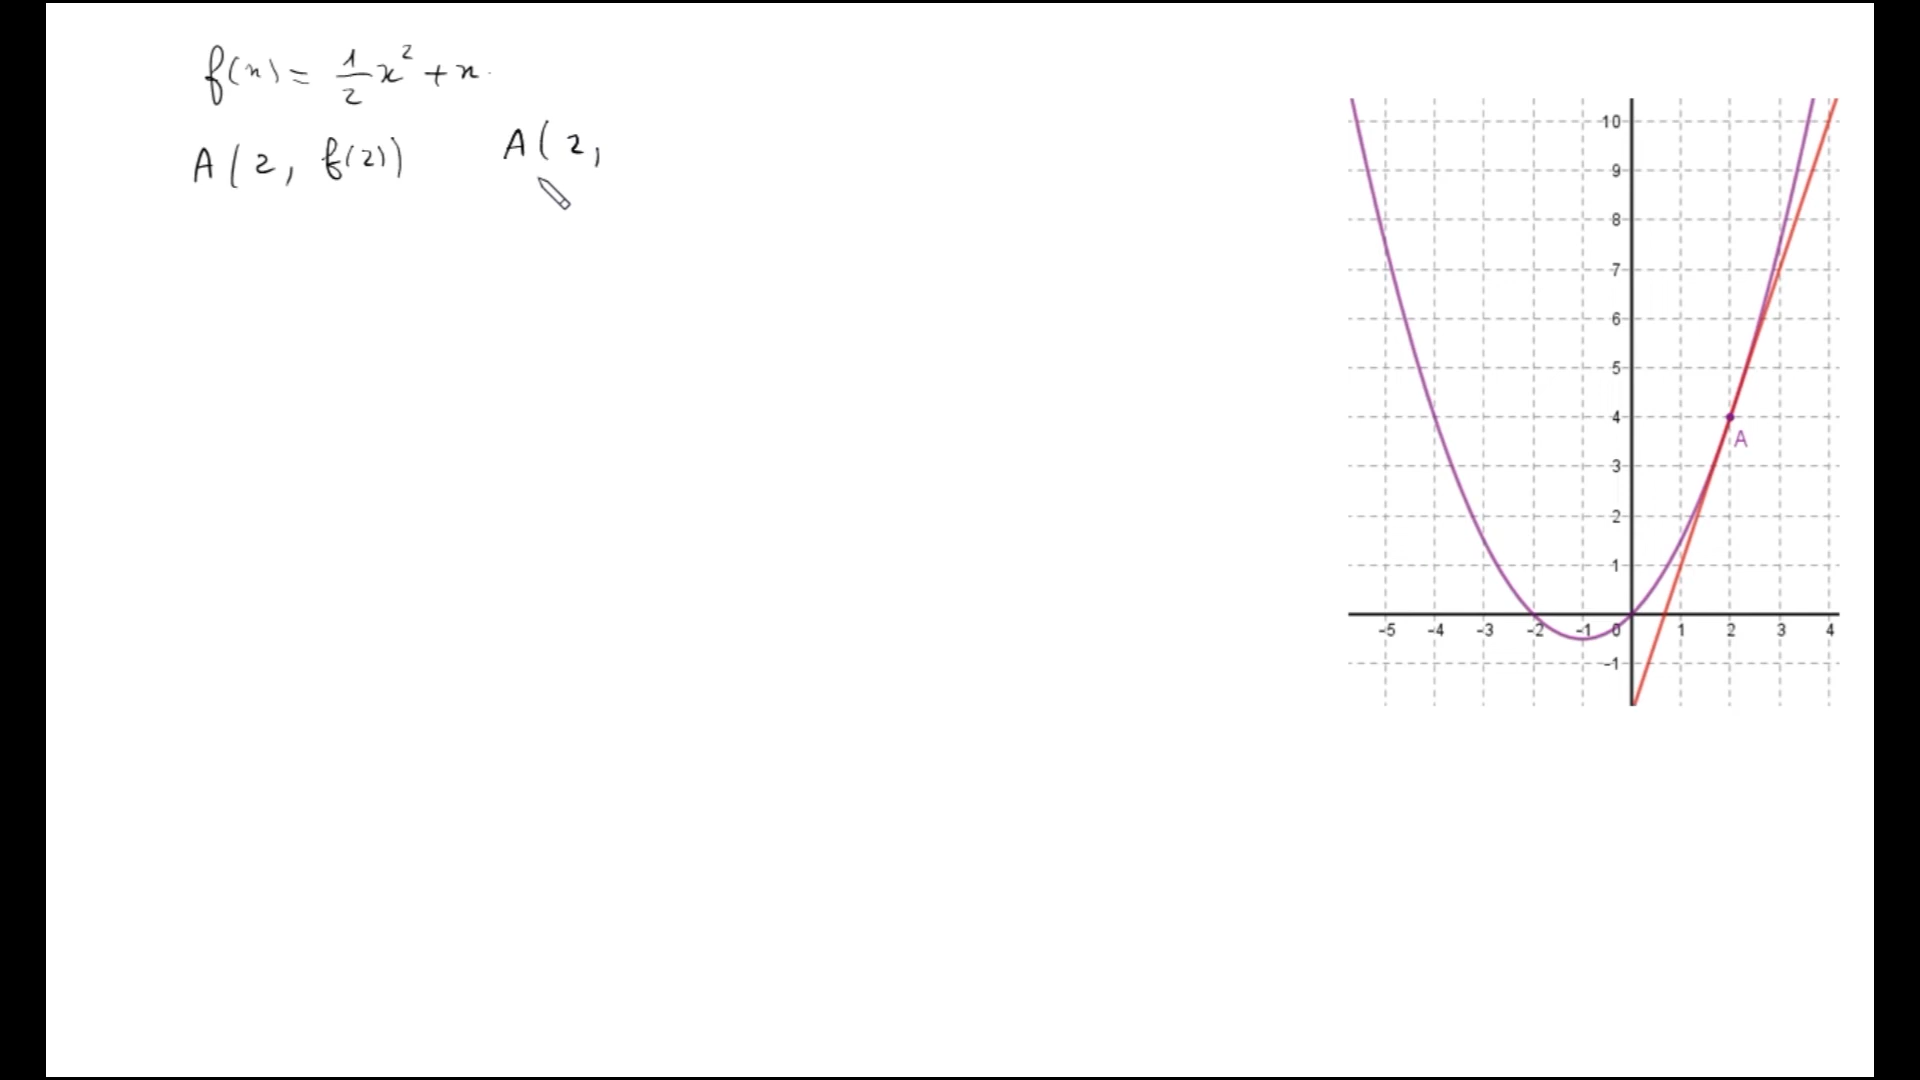 f(x) = 1/2 x² + x.
A(2, f(2)) A(2,
10
9
8
7
6
5
4
A
3
2
1
-5 -4 -3 -2 -1 0 1 2 3 4
-1